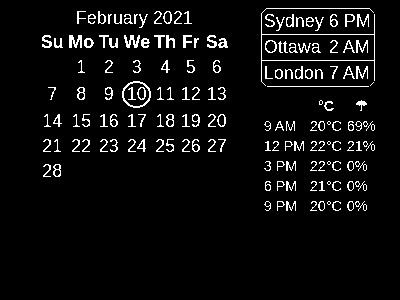 February 2021
Su Mo Tu We Th Fr Sa
1 2 3 4 5 6
7 8 9 10 11 12 13
14 15 16 17 18 19 20
21 22 23 24 25 26 27
28
Sydney 6 PM
Ottawa 2 AM
London 7 AM
°C ☂
9 AM 20°C 69%
12 PM 22°C 21%
3 PM 22°C 0%
6 PM 21°C 0%
9 PM 20°C 0%